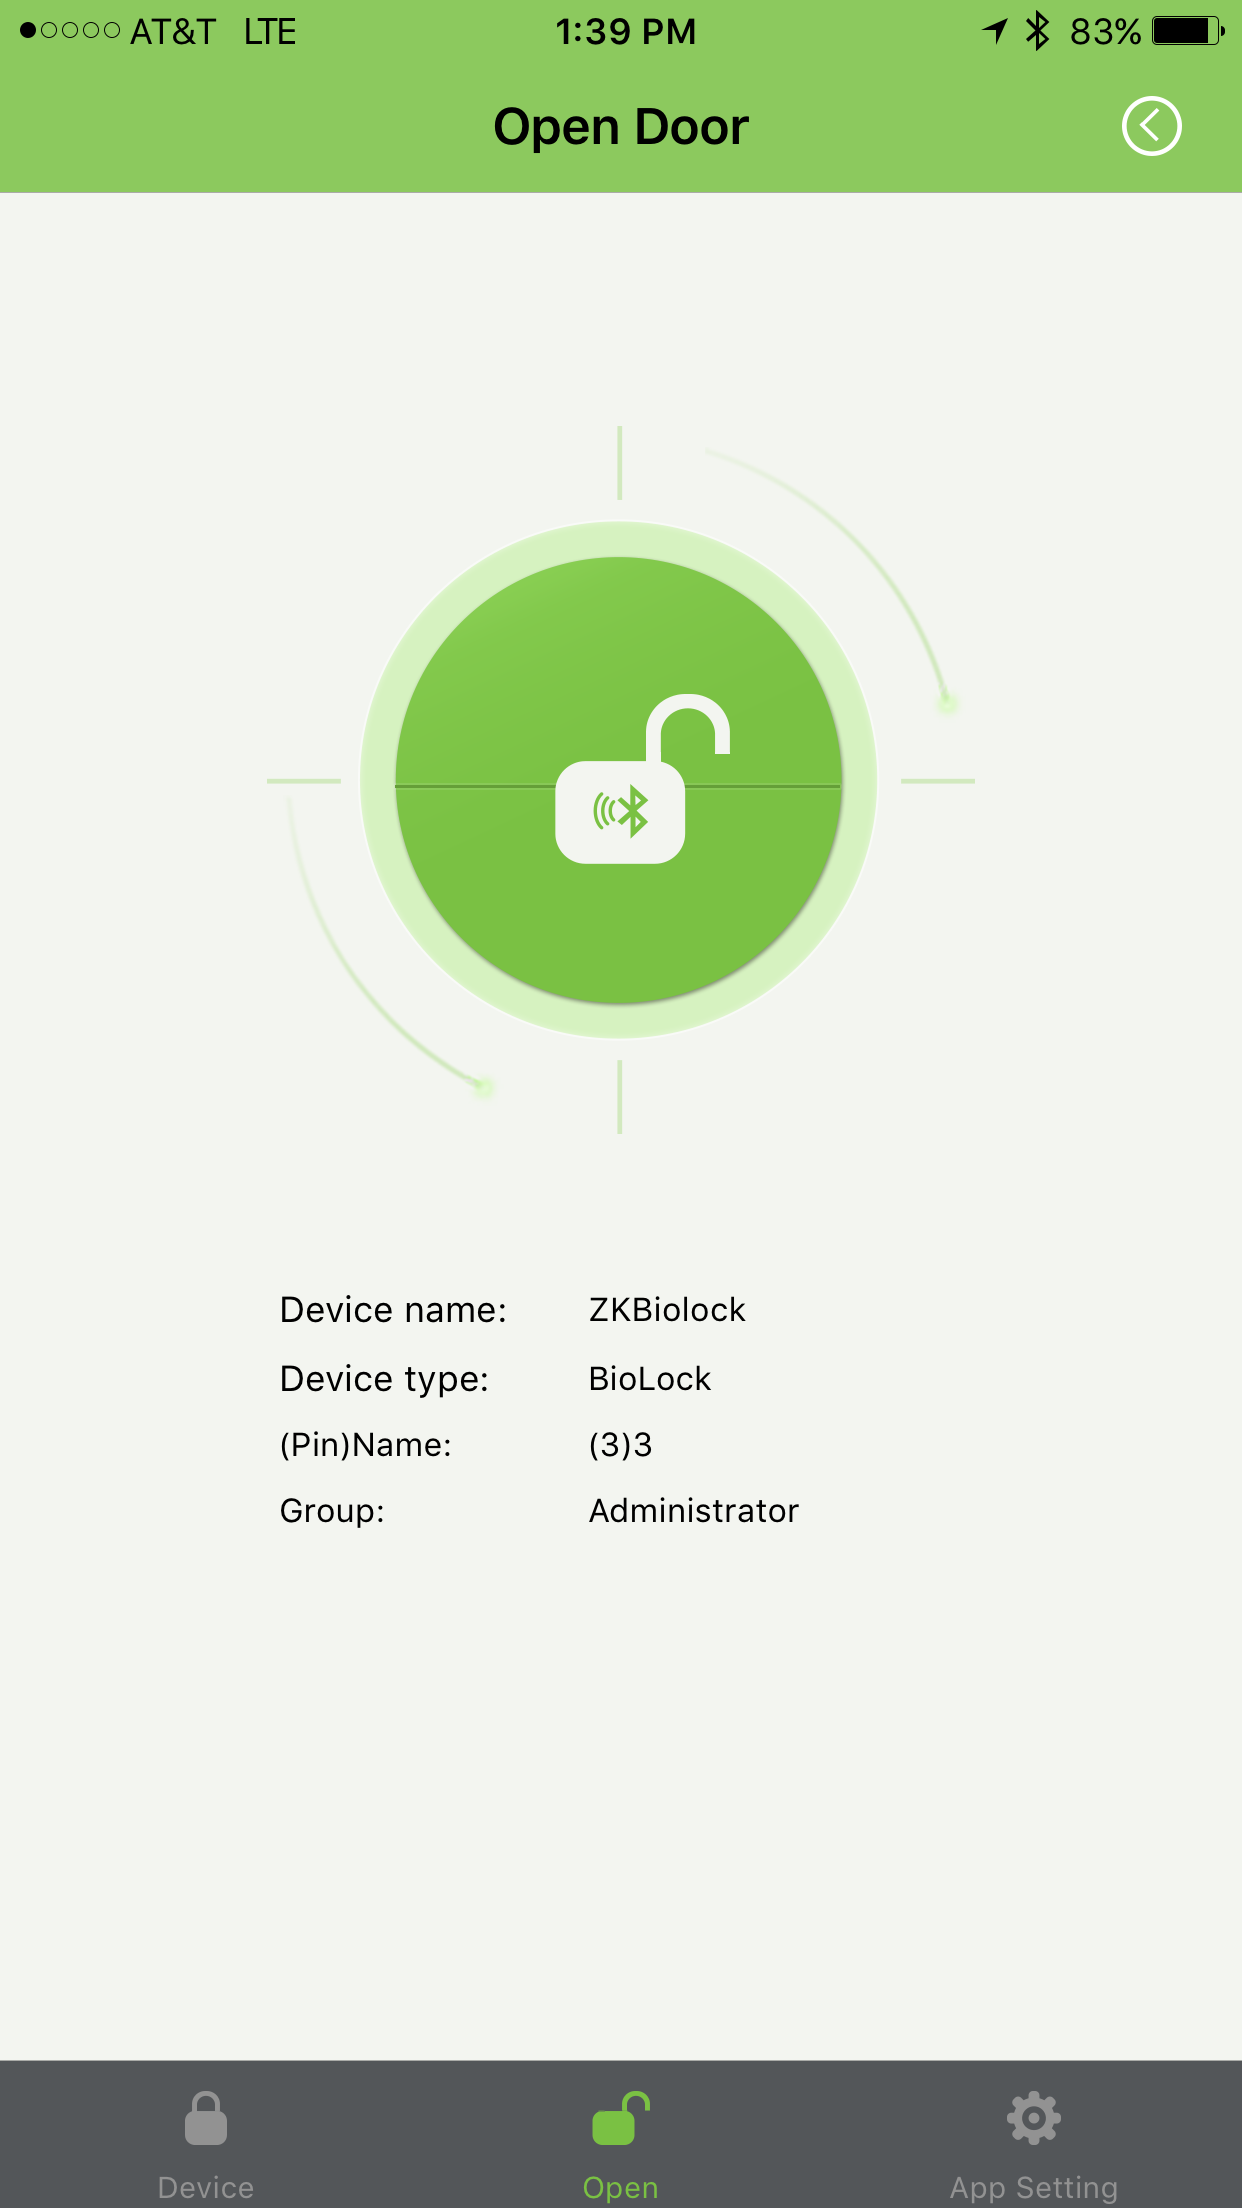 AT&T LTE 1:39 PM 83%
Open Door
Device name: ZKBiolock
Device type: BioLock
(Pin)Name: (3)3
Group: Administrator
Device Open App Setting